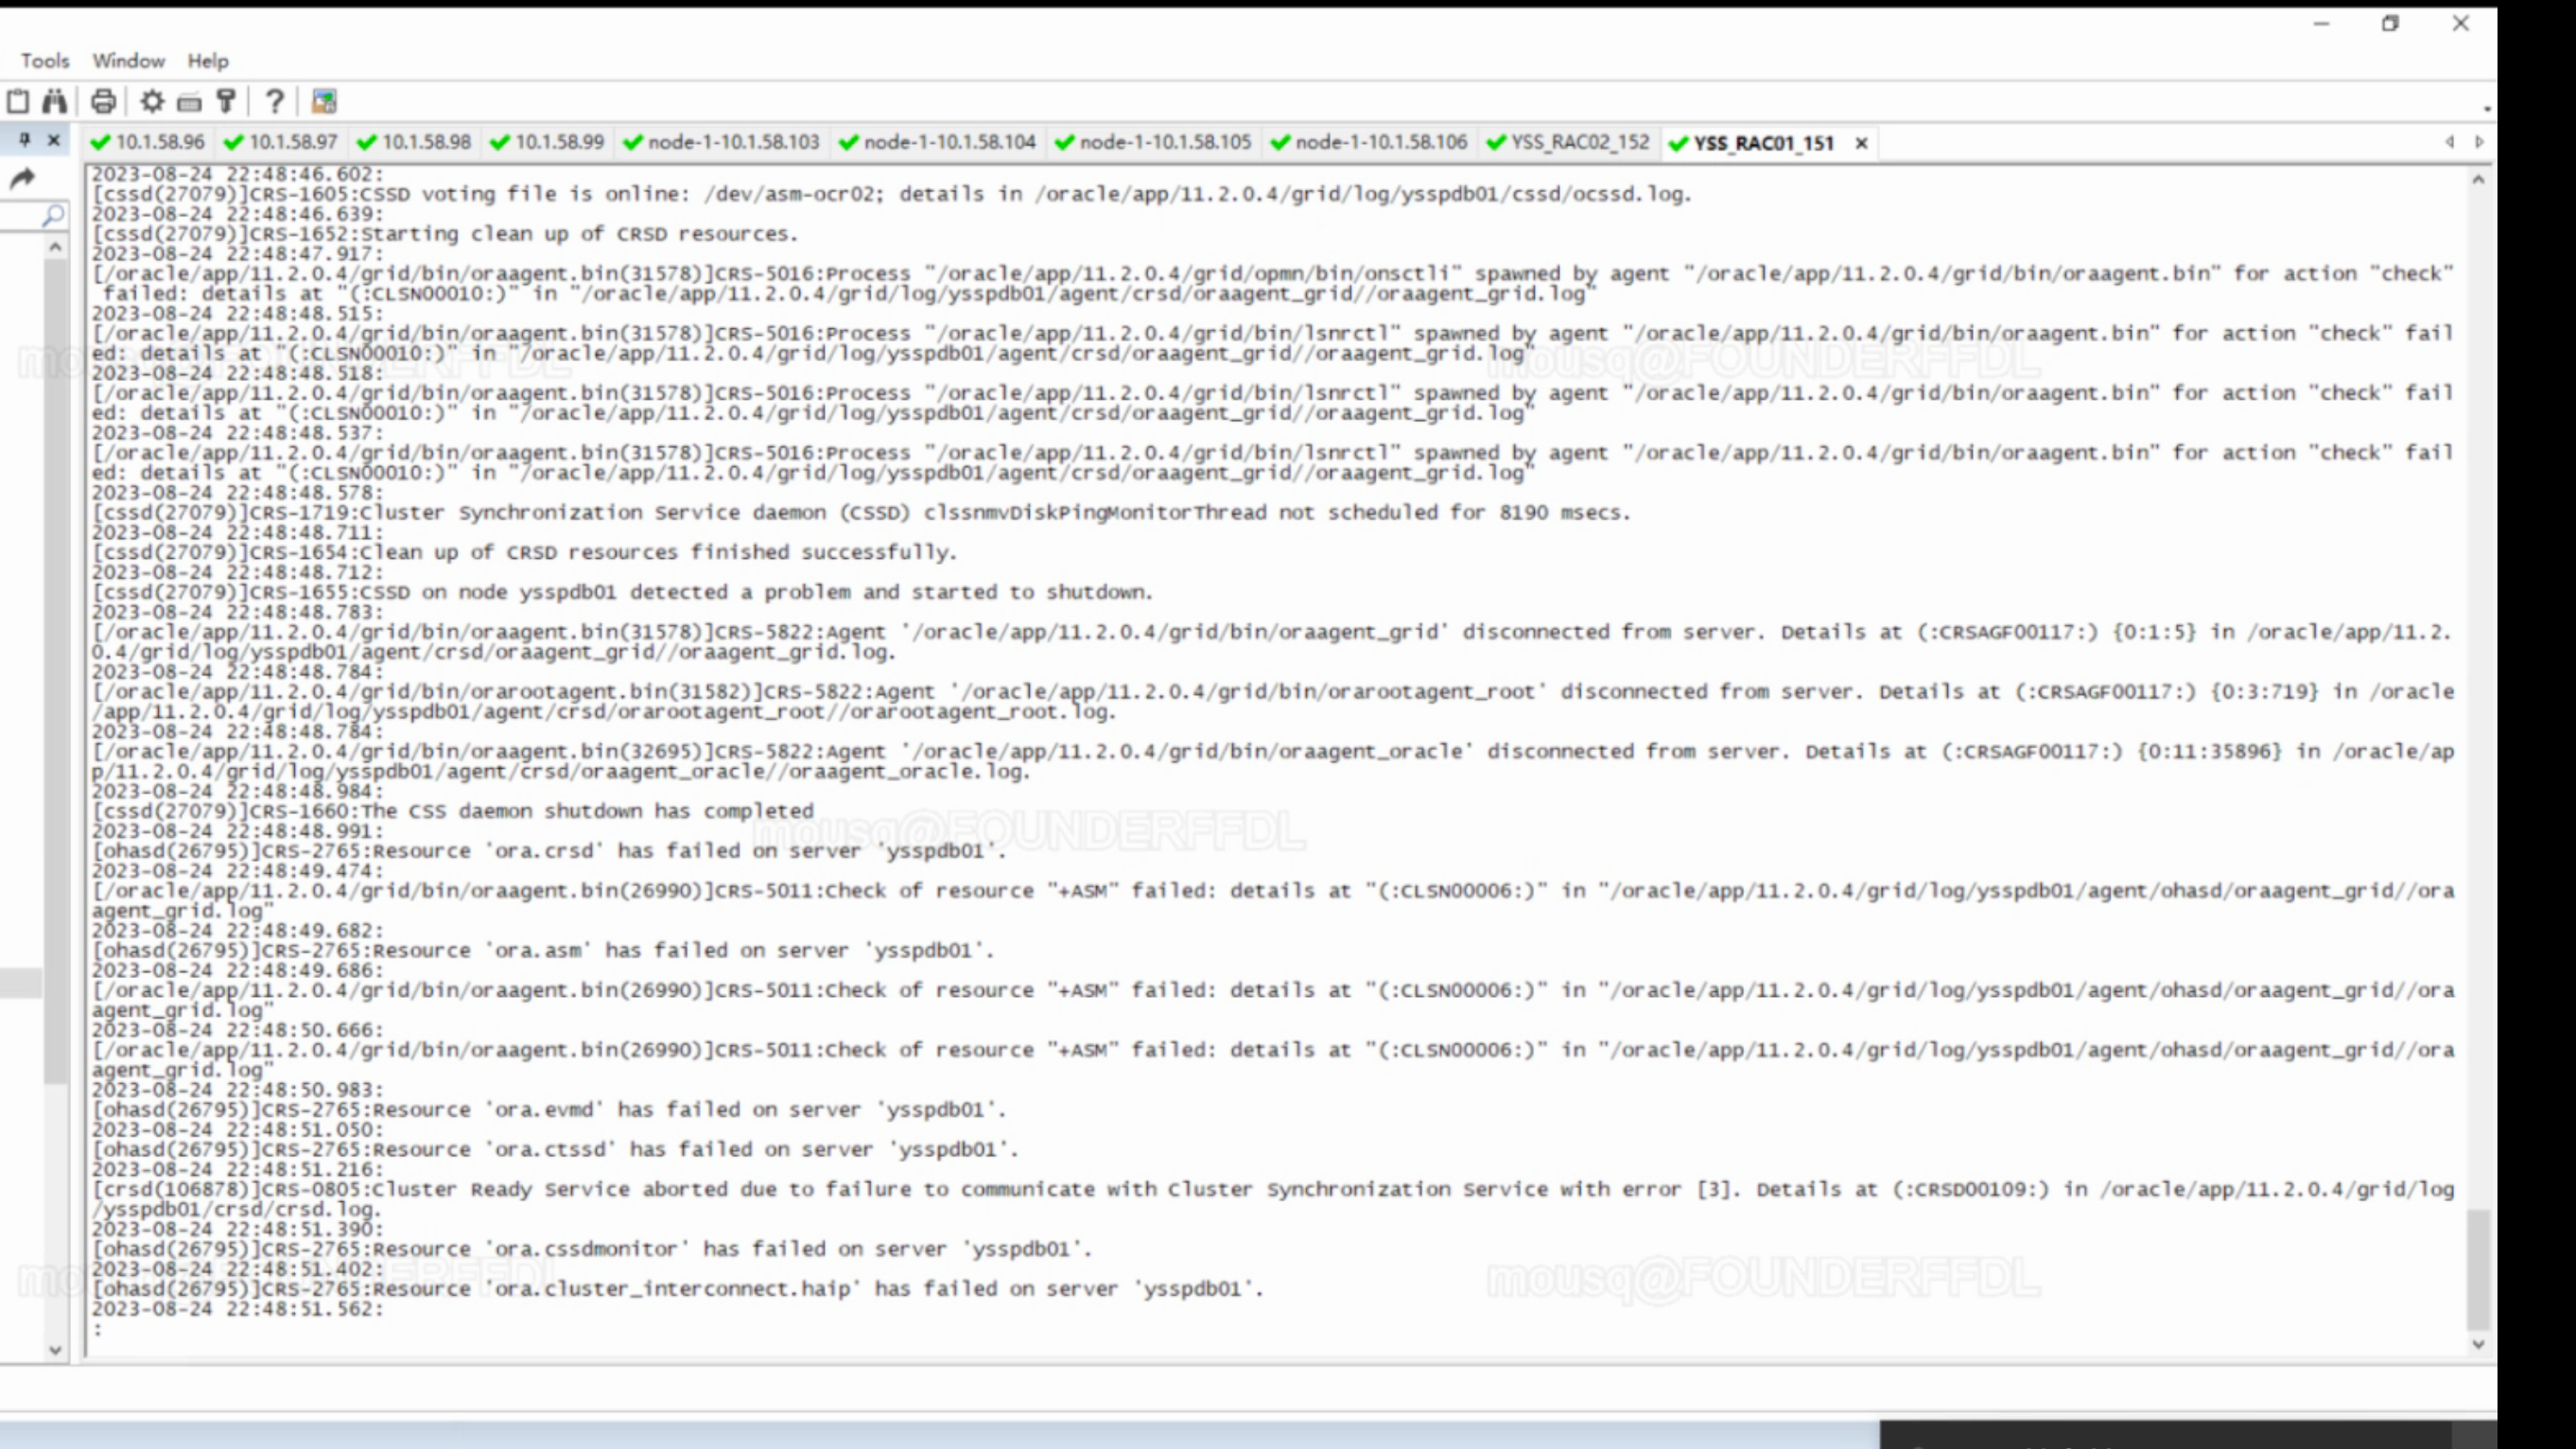 Tools Window Help
10.1.58.96 10.1.58.97 10.1.58.98 10.1.58.99 node-1-10.1.58.103 node-1-10.1.58.104 node-1-10.1.58.105 node-1-10.1.58.106 YSS_RAC02_152 YSS_RAC01_151
2023-08-24 22:48:46.602:
[cssd(27079)]CRS-1605:CSSD voting file is online: /dev/asm-ocr02; details in /oracle/app/11.2.0.4/grid/log/ysspdb01/cssd/ocssd.log.
2023-08-24 22:48:46.639:
[cssd(27079)]CRS-1652:Starting clean up of CRSD resources.
2023-08-24 22:48:47.917:
[/oracle/app/11.2.0.4/grid/bin/oraagent.bin(31578)]CRS-5016:Process "/oracle/app/11.2.0.4/grid/opmn/bin/onsctli" spawned by agent "/oracle/app/11.2.0.4/grid/bin/oraagent.bin" for action "check"
failed: details at "(:CLSN00010:)" in "/oracle/app/11.2.0.4/grid/log/ysspdb01/agent/crsd/oraagent_grid//oraagent_grid.log"
2023-08-24 22:48:48.515:
[/oracle/app/11.2.0.4/grid/bin/oraagent.bin(31578)]CRS-5016:Process "/oracle/app/11.2.0.4/grid/bin/lsnrctl" spawned by agent "/oracle/app/11.2.0.4/grid/bin/oraagent.bin" for action "check" fail
ed: details at "(:CLSN00010:)" in "/oracle/app/11.2.0.4/grid/log/ysspdb01/agent/crsd/oraagent_grid//oraagent_grid.log"
2023-08-24 22:48:48.518:
[/oracle/app/11.2.0.4/grid/bin/oraagent.bin(31578)]CRS-5016:Process "/oracle/app/11.2.0.4/grid/bin/lsnrctl" spawned by agent "/oracle/app/11.2.0.4/grid/bin/oraagent.bin" for action "check" fail
ed: details at "(:CLSN00010:)" in "/oracle/app/11.2.0.4/grid/log/ysspdb01/agent/crsd/oraagent_grid//oraagent_grid.log"
2023-08-24 22:48:48.537:
[/oracle/app/11.2.0.4/grid/bin/oraagent.bin(31578)]CRS-5016:Process "/oracle/app/11.2.0.4/grid/bin/lsnrctl" spawned by agent "/oracle/app/11.2.0.4/grid/bin/oraagent.bin" for action "check" fail
ed: details at "(:CLSN00010:)" in "/oracle/app/11.2.0.4/grid/log/ysspdb01/agent/crsd/oraagent_grid//oraagent_grid.log"
2023-08-24 22:48:48.578:
[cssd(27079)]CRS-1719:Cluster Synchronization Service daemon (CSSD) clssnmvDiskPingMonitorThread not scheduled for 8190 msecs.
2023-08-24 22:48:48.711:
[cssd(27079)]CRS-1654:Clean up of CRSD resources finished successfully.
2023-08-24 22:48:48.712:
[cssd(27079)]CRS-1655:CSSD on node ysspdb01 detected a problem and started to shutdown.
2023-08-24 22:48:48.783:
[/oracle/app/11.2.0.4/grid/bin/oraagent.bin(31578)]CRS-5822:Agent '/oracle/app/11.2.0.4/grid/bin/oraagent_grid' disconnected from server. Details at (:CRSAGF00117:) {0:1:5} in /oracle/app/11.2.
0.4/grid/log/ysspdb01/agent/crsd/oraagent_grid//oraagent_grid.log.
2023-08-24 22:48:48.784:
[/oracle/app/11.2.0.4/grid/bin/orarootagent.bin(31582)]CRS-5822:Agent '/oracle/app/11.2.0.4/grid/bin/orarootagent_root' disconnected from server. Details at (:CRSAGF00117:) {0:3:719} in /oracle
/app/11.2.0.4/grid/log/ysspdb01/agent/crsd/orarootagent_root//orarootagent_root.log.
2023-08-24 22:48:48.784:
[/oracle/app/11.2.0.4/grid/bin/oraagent.bin(32695)]CRS-5822:Agent '/oracle/app/11.2.0.4/grid/bin/oraagent_oracle' disconnected from server. Details at (:CRSAGF00117:) {0:11:35896} in /oracle/ap
p/11.2.0.4/grid/log/ysspdb01/agent/crsd/oraagent_oracle//oraagent_oracle.log.
2023-08-24 22:48:48.984:
[cssd(27079)]CRS-1660:The CSS daemon shutdown has completed
2023-08-24 22:48:48.991:
[ohasd(26795)]CRS-2765:Resource 'ora.crsd' has failed on server 'ysspdb01'.
2023-08-24 22:48:49.474:
[/oracle/app/11.2.0.4/grid/bin/oraagent.bin(26990)]CRS-5011:Check of resource "+ASM" failed: details at "(:CLSN00006:)" in "/oracle/app/11.2.0.4/grid/log/ysspdb01/agent/ohasd/oraagent_grid//ora
agent_grid.log"
2023-08-24 22:48:49.682:
[ohasd(26795)]CRS-2765:Resource 'ora.asm' has failed on server 'ysspdb01'.
2023-08-24 22:48:49.686:
[/oracle/app/11.2.0.4/grid/bin/oraagent.bin(26990)]CRS-5011:Check of resource "+ASM" failed: details at "(:CLSN00006:)" in "/oracle/app/11.2.0.4/grid/log/ysspdb01/agent/ohasd/oraagent_grid//ora
agent_grid.log"
2023-08-24 22:48:50.666:
[/oracle/app/11.2.0.4/grid/bin/oraagent.bin(26990)]CRS-5011:Check of resource "+ASM" failed: details at "(:CLSN00006:)" in "/oracle/app/11.2.0.4/grid/log/ysspdb01/agent/ohasd/oraagent_grid//ora
agent_grid.log"
2023-08-24 22:48:50.983:
[ohasd(26795)]CRS-2765:Resource 'ora.evmd' has failed on server 'ysspdb01'.
2023-08-24 22:48:51.050:
[ohasd(26795)]CRS-2765:Resource 'ora.ctssd' has failed on server 'ysspdb01'.
2023-08-24 22:48:51.216:
[crsd(106878)]CRS-0805:Cluster Ready Service aborted due to failure to communicate with Cluster Synchronization Service with error [3]. Details at (:CRSD00109:) in /oracle/app/11.2.0.4/grid/log
/ysspdb01/crsd/crsd.log.
2023-08-24 22:48:51.390:
[ohasd(26795)]CRS-2765:Resource 'ora.cssdmonitor' has failed on server 'ysspdb01'.
2023-08-24 22:48:51.402:
[ohasd(26795)]CRS-2765:Resource 'ora.cluster_interconnect.haip' has failed on server 'ysspdb01'.
2023-08-24 22:48:51.562:
:
mousq@FOUNDERFFDL
mousq@FOUNDERFFDL
mousq@FOUNDERFFDL